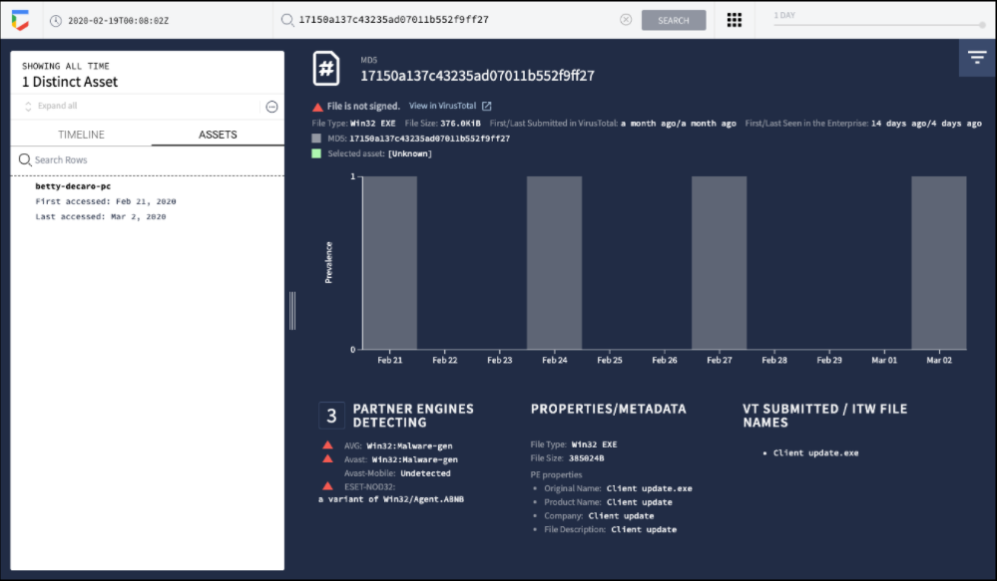 2020-02-19T00:08:02Z
17150a137c43235ad07011b552f9ff27
SEARCH
1 DAY
SHOWING ALL TIME
1 Distinct Asset
Expand all
TIMELINE
ASSETS
Search Rows
betty-decaro-pc
First accessed: Feb 21, 2020
Last accessed: Mar 2, 2020
#
MD5
17150a137c43235ad07011b552f9ff27
File is not signed. View in VirusTotal
File Type: Win32 EXE File Size: 376.0KiB First/Last Submitted in VirusTotal: a month ago/a month ago First/Last Seen in the Enterprise: 14 days ago/4 days ago
MD5: 17150a137c43235ad07011b552f9ff27
Selected asset: [Unknown]
1
Prevalence
0
Feb 21 Feb 22 Feb 23 Feb 24 Feb 25 Feb 26 Feb 27 Feb 28 Feb 29 Mar 01 Mar 02
3
PARTNER ENGINES
DETECTING
AVG: Win32:Malware-gen
Avast: Win32:Malware-gen
Avast-Mobile: Undetected
ESET-NOD32:
a variant of Win32/Agent.ABNB
PROPERTIES/METADATA
File Type: Win32 EXE
File Size: 385024B
PE properties
• Original Name: Client update.exe
• Product Name: Client update
• Company: Client update
• File Description: Client update
VT SUBMITTED / ITW FILE
NAMES
• Client update.exe